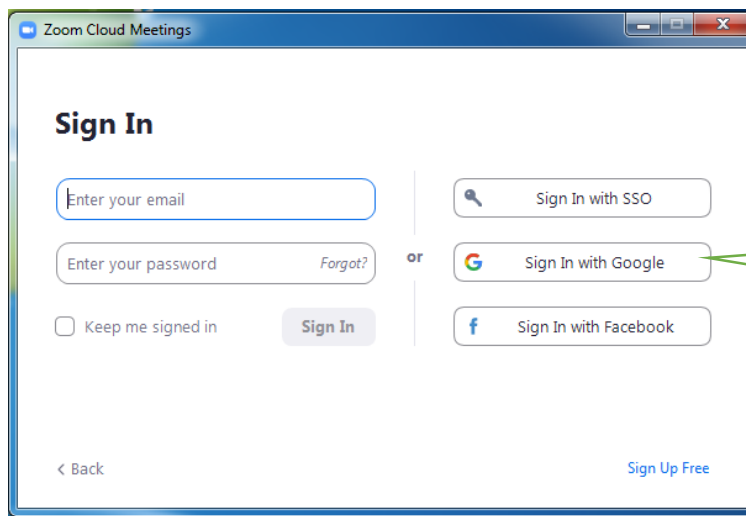 Zoom Cloud Meetings
Sign In
Enter your email
Enter your password Forgot?
Keep me signed in Sign In
or
Sign In with SSO
Sign In with Google
Sign In with Facebook
Back
Sign Up Free